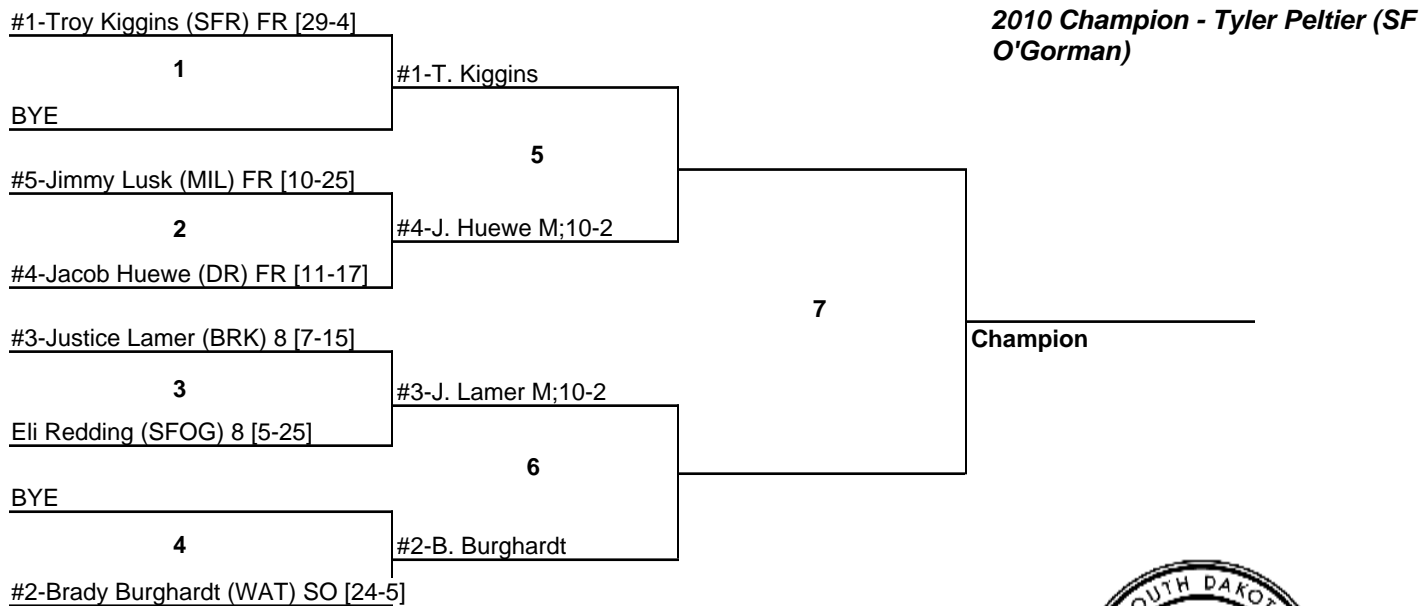 #1-Troy Kiggins (SFR) FR [29-4]
2010 Champion - Tyler Peltier (SF
O'Gorman)
1
#1-T. Kiggins
BYE
5
#5-Jimmy Lusk (MIL) FR [10-25]
2
#4-J. Huewe M;10-2
#4-Jacob Huewe (DR) FR [11-17]
7
#3-Justice Lamer (BRK) 8 [7-15]
Champion
3
#3-J. Lamer M;10-2
Eli Redding (SFOG) 8 [5-25]
6
BYE
4
#2-B. Burghardt
#2-Brady Burghardt (WAT) SO [24-5]